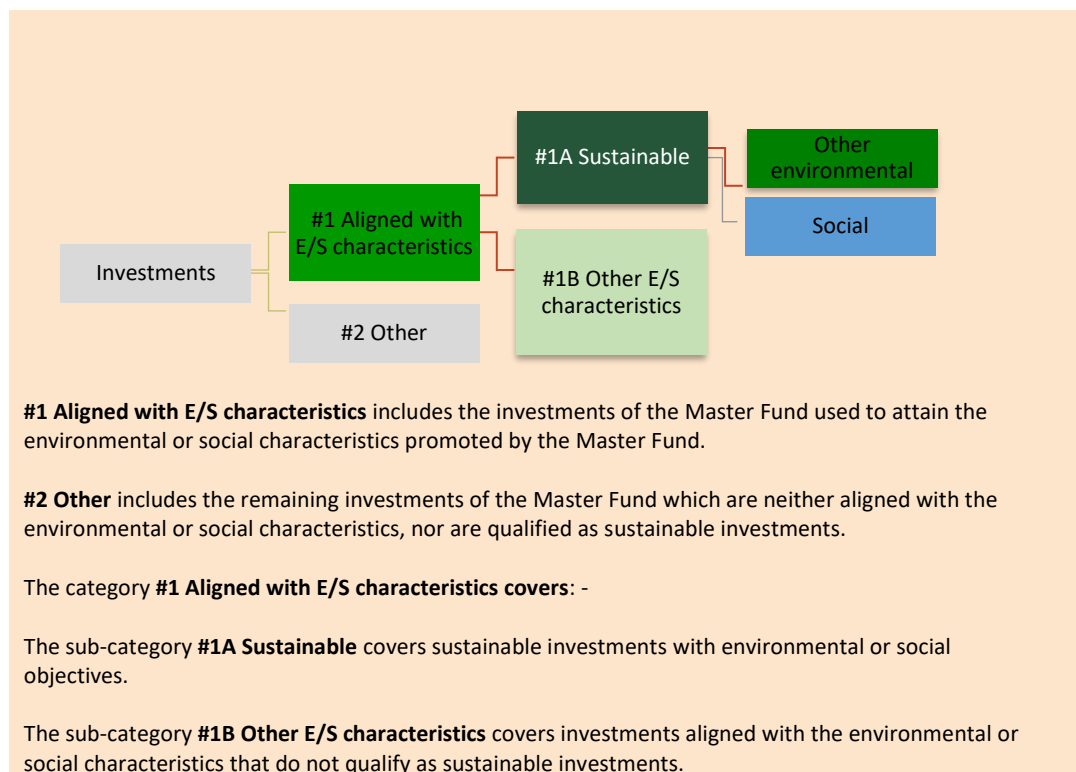 #1A Sustainable
Other
environmental
#1 Aligned with
E/S characteristics
Social
Investments
#1B Other E/S
characteristics
#2 Other
#1 Aligned with E/S characteristics includes the investments of the Master Fund used to attain the
environmental or social characteristics promoted by the Master Fund.
#2 Other includes the remaining investments of the Master Fund which are neither aligned with the
environmental or social characteristics, nor are qualified as sustainable investments.
The category #1 Aligned with E/S characteristics covers: -
The sub-category #1A Sustainable covers sustainable investments with environmental or social
objectives.
The sub-category #1B Other E/S characteristics covers investments aligned with the environmental or
social characteristics that do not qualify as sustainable investments.